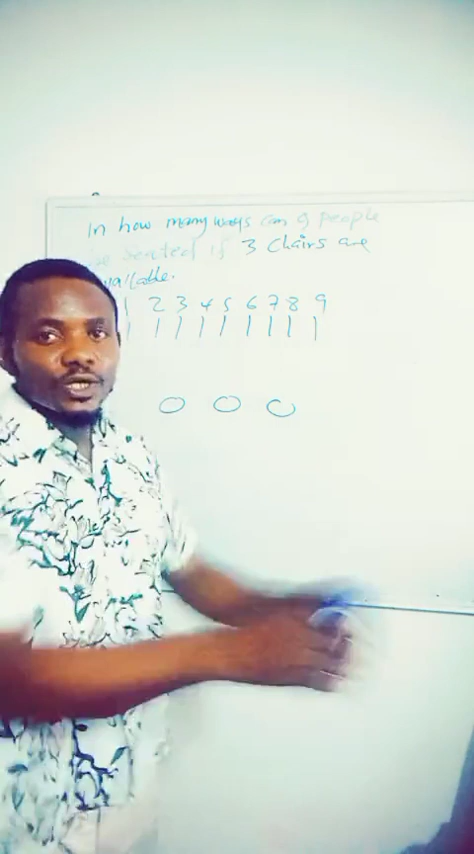 In how many ways can 9 people
be seated if 3 chairs are
available.
1 2 3 4 5 6 7 8 9